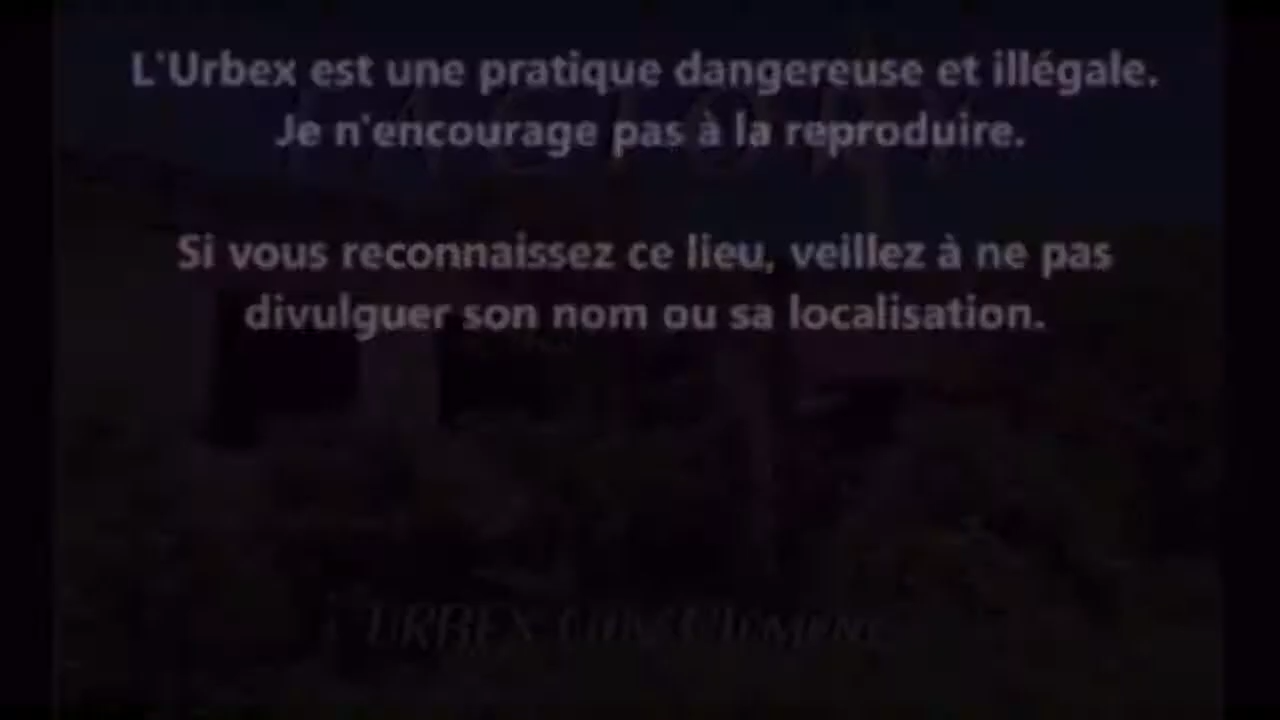 L'Urbex est une pratique dangereuse et illégale.
Je n'encourage pas à la reproduire.
Si vous reconnaissez ce lieu, veillez à ne pas
divulguer son nom ou sa localisation.
URBEX